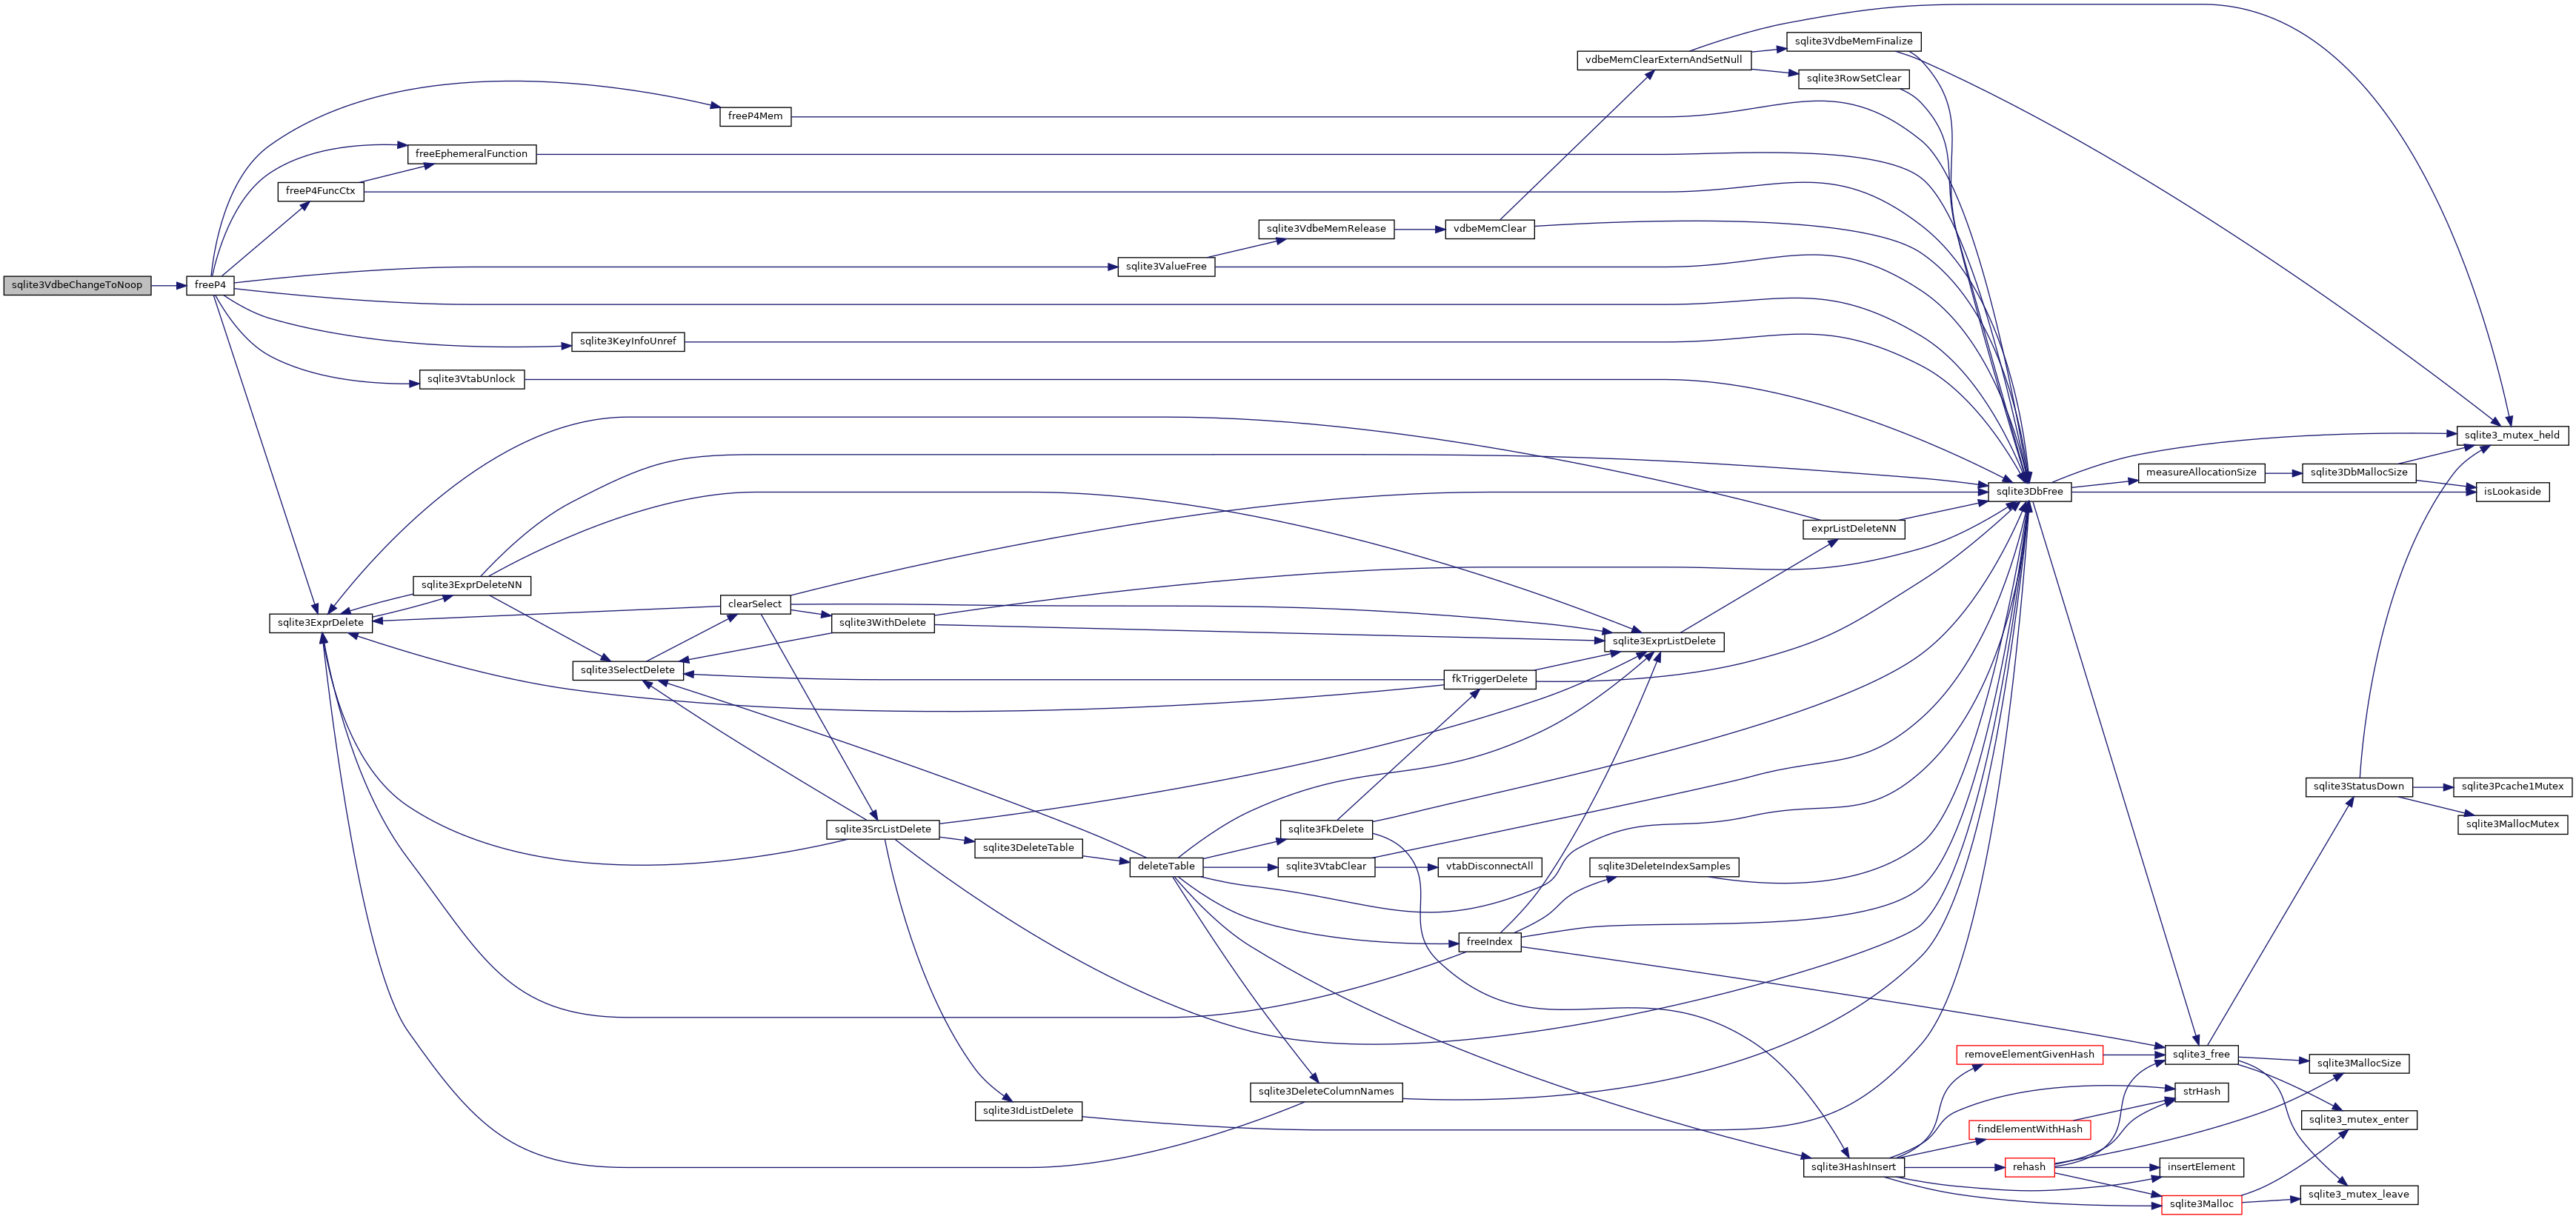 sqlite3VdbeChangeToNoop
freeP4
freeP4Mem
freeEphemeralFunction
freeP4FuncCtx
sqlite3KeyInfoUnref
sqlite3VtabUnlock
sqlite3ExprDeleteNN
sqlite3ExprDelete
clearSelect
sqlite3WithDelete
sqlite3SelectDelete
sqlite3SrcListDelete
sqlite3DeleteTable
sqlite3IdListDelete
sqlite3ValueFree
sqlite3VdbeMemRelease
vdbeMemClear
vdbeMemClearExternAndSetNull
sqlite3VdbeMemFinalize
sqlite3RowSetClear
exprListDeleteNN
sqlite3ExprListDelete
fkTriggerDelete
sqlite3FkDelete
deleteTable
sqlite3VtabClear
vtabDisconnectAll
sqlite3DeleteIndexSamples
freeIndex
sqlite3DeleteColumnNames
sqlite3HashInsert
sqlite3DbFree
measureAllocationSize
sqlite3DbMallocSize
sqlite3_mutex_held
isLookaside
sqlite3StatusDown
sqlite3Pcache1Mutex
sqlite3MallocMutex
removeElementGivenHash
sqlite3_free
sqlite3MallocSize
strHash
sqlite3_mutex_enter
findElementWithHash
rehash
insertElement
sqlite3Malloc
sqlite3_mutex_leave